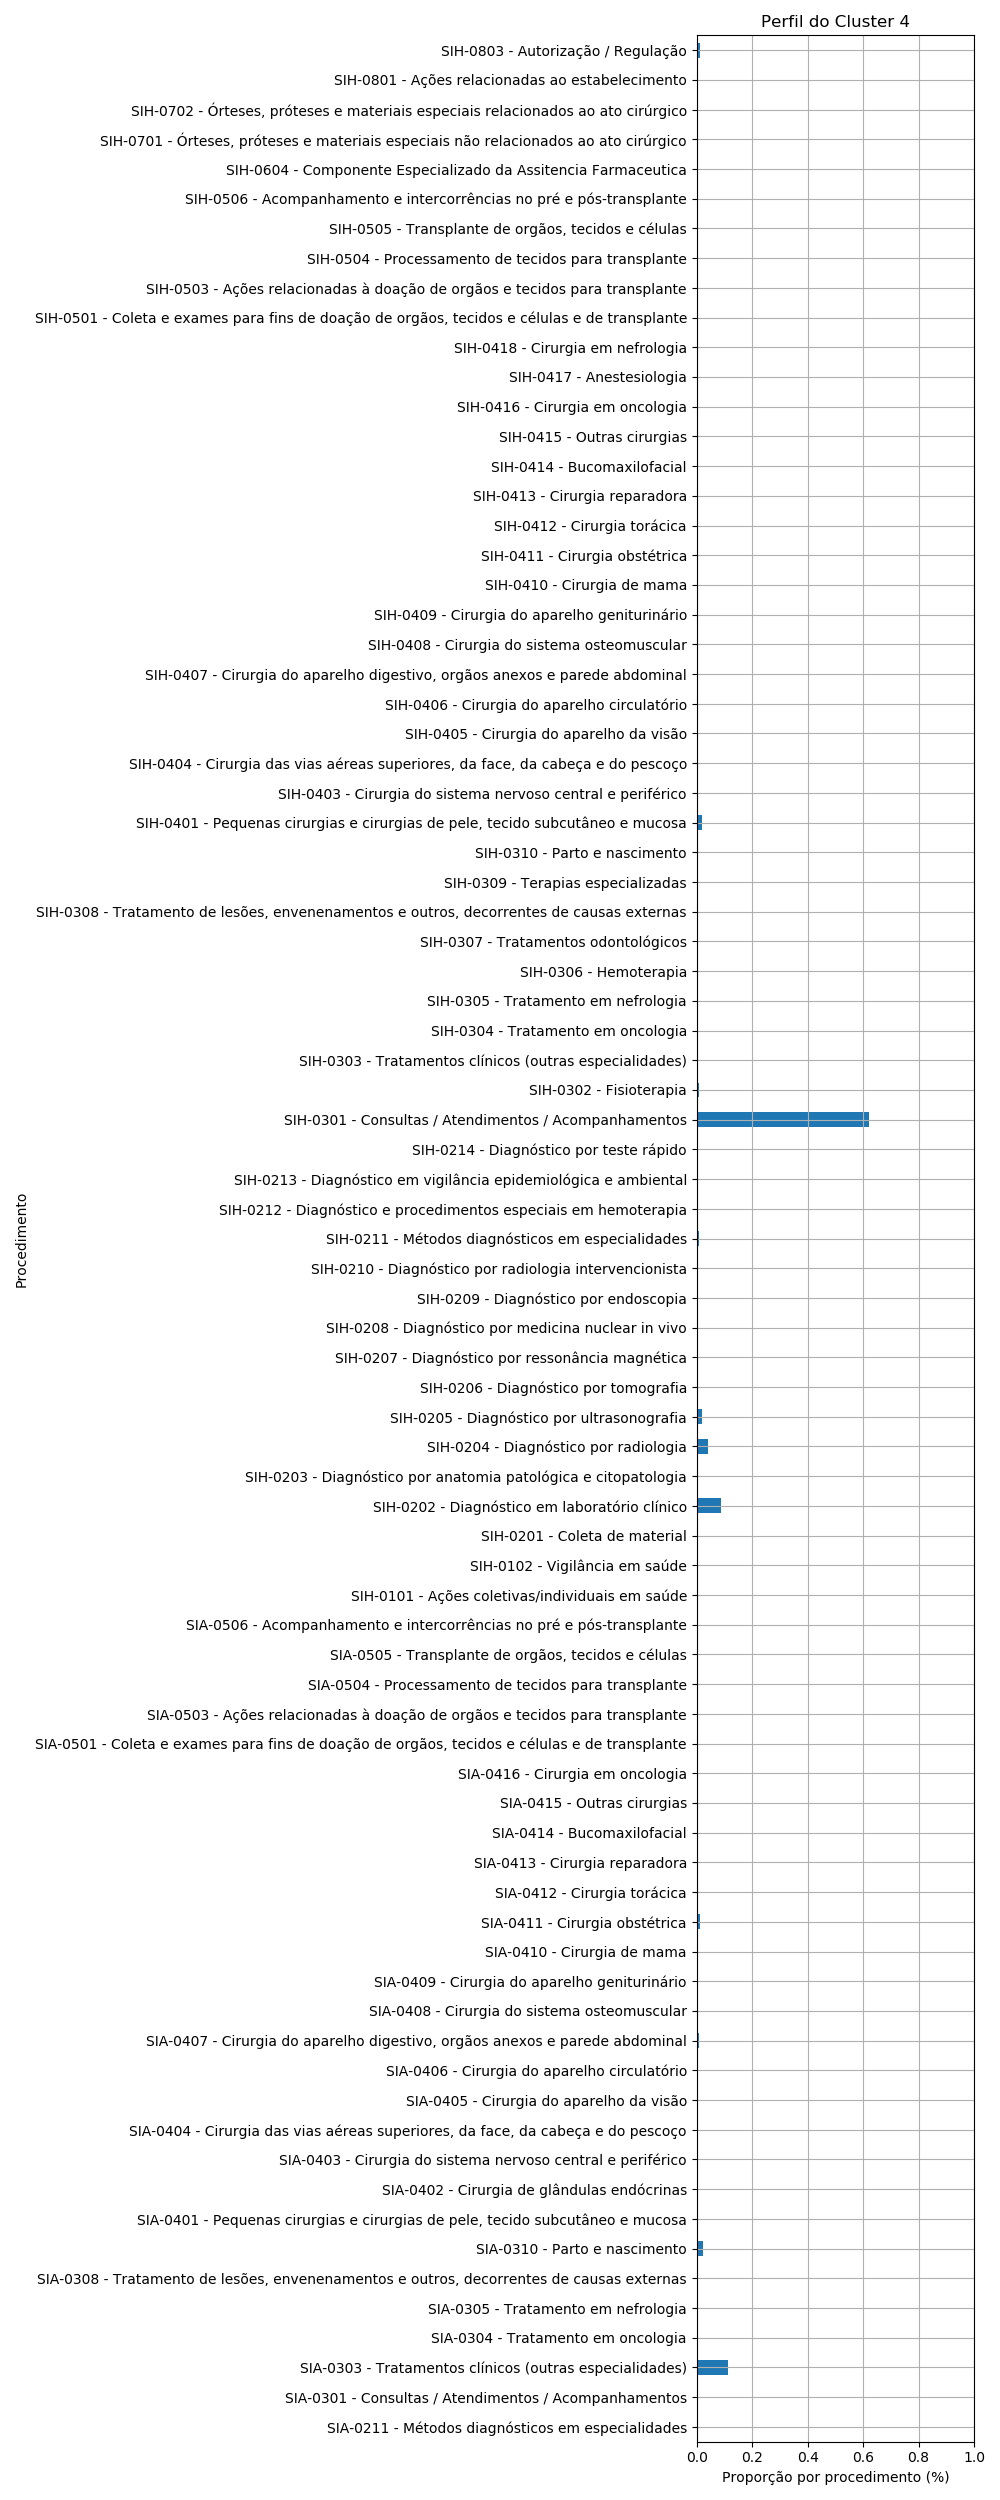 Perfil do Cluster 4
SIH-0803 - Autorização / Regulação
SIH-0801 - Ações relacionadas ao estabelecimento
SIH-0702 - Órteses, próteses e materiais especiais relacionados ao ato cirúrgico
SIH-0701 - Órteses, próteses e materiais especiais não relacionados ao ato cirúrgico
SIH-0604 - Componente Especializado da Assitencia Farmaceutica
SIH-0506 - Acompanhamento e intercorrências no pré e pós-transplante
SIH-0505 - Transplante de orgãos, tecidos e células
SIH-0504 - Processamento de tecidos para transplante
SIH-0503 - Ações relacionadas à doação de orgãos e tecidos para transplante
SIH-0501 - Coleta e exames para fins de doação de orgãos, tecidos e células e de transplante
SIH-0418 - Cirurgia em nefrologia
SIH-0417 - Anestesiologia
SIH-0416 - Cirurgia em oncologia
SIH-0415 - Outras cirurgias
SIH-0414 - Bucomaxilofacial
SIH-0413 - Cirurgia reparadora
SIH-0412 - Cirurgia torácica
SIH-0411 - Cirurgia obstétrica
SIH-0410 - Cirurgia de mama
SIH-0409 - Cirurgia do aparelho geniturinário
SIH-0408 - Cirurgia do sistema osteomuscular
SIH-0407 - Cirurgia do aparelho digestivo, orgãos anexos e parede abdominal
SIH-0406 - Cirurgia do aparelho circulatório
SIH-0405 - Cirurgia do aparelho da visão
SIH-0404 - Cirurgia das vias aéreas superiores, da face, da cabeça e do pescoço
SIH-0403 - Cirurgia do sistema nervoso central e periférico
SIH-0401 - Pequenas cirurgias e cirurgias de pele, tecido subcutâneo e mucosa
SIH-0310 - Parto e nascimento
SIH-0309 - Terapias especializadas
SIH-0308 - Tratamento de lesões, envenenamentos e outros, decorrentes de causas externas
SIH-0307 - Tratamentos odontológicos
SIH-0306 - Hemoterapia
SIH-0305 - Tratamento em nefrologia
SIH-0304 - Tratamento em oncologia
SIH-0303 - Tratamentos clínicos (outras especialidades)
SIH-0302 - Fisioterapia
SIH-0301 - Consultas / Atendimentos / Acompanhamentos
SIH-0214 - Diagnóstico por teste rápido
SIH-0213 - Diagnóstico em vigilância epidemiológica e ambiental
SIH-0212 - Diagnóstico e procedimentos especiais em hemoterapia
SIH-0211 - Métodos diagnósticos em especialidades
SIH-0210 - Diagnóstico por radiologia intervencionista
SIH-0209 - Diagnóstico por endoscopia
SIH-0208 - Diagnóstico por medicina nuclear in vivo
SIH-0207 - Diagnóstico por ressonância magnética
SIH-0206 - Diagnóstico por tomografia
SIH-0205 - Diagnóstico por ultrasonografia
SIH-0204 - Diagnóstico por radiologia
SIH-0203 - Diagnóstico por anatomia patológica e citopatologia
SIH-0202 - Diagnóstico em laboratório clínico
SIH-0201 - Coleta de material
SIH-0102 - Vigilância em saúde
SIH-0101 - Ações coletivas/individuais em saúde
SIA-0506 - Acompanhamento e intercorrências no pré e pós-transplante
SIA-0505 - Transplante de orgãos, tecidos e células
SIA-0504 - Processamento de tecidos para transplante
SIA-0503 - Ações relacionadas à doação de orgãos e tecidos para transplante
SIA-0501 - Coleta e exames para fins de doação de orgãos, tecidos e células e de transplante
SIA-0416 - Cirurgia em oncologia
SIA-0415 - Outras cirurgias
SIA-0414 - Bucomaxilofacial
SIA-0413 - Cirurgia reparadora
SIA-0412 - Cirurgia torácica
SIA-0411 - Cirurgia obstétrica
SIA-0410 - Cirurgia de mama
SIA-0409 - Cirurgia do aparelho geniturinário
SIA-0408 - Cirurgia do sistema osteomuscular
SIA-0407 - Cirurgia do aparelho digestivo, orgãos anexos e parede abdominal
SIA-0406 - Cirurgia do aparelho circulatório
SIA-0405 - Cirurgia do aparelho da visão
SIA-0404 - Cirurgia das vias aéreas superiores, da face, da cabeça e do pescoço
SIA-0403 - Cirurgia do sistema nervoso central e periférico
SIA-0402 - Cirurgia de glândulas endócrinas
SIA-0401 - Pequenas cirurgias e cirurgias de pele, tecido subcutâneo e mucosa
SIA-0310 - Parto e nascimento
SIA-0308 - Tratamento de lesões, envenenamentos e outros, decorrentes de causas externas
SIA-0305 - Tratamento em nefrologia
SIA-0304 - Tratamento em oncologia
SIA-0303 - Tratamentos clínicos (outras especialidades)
SIA-0301 - Consultas / Atendimentos / Acompanhamentos
SIA-0211 - Métodos diagnósticos em especialidades
Procedimento
0.0 0.2 0.4 0.6 0.8 1.0
Proporção por procedimento (%)